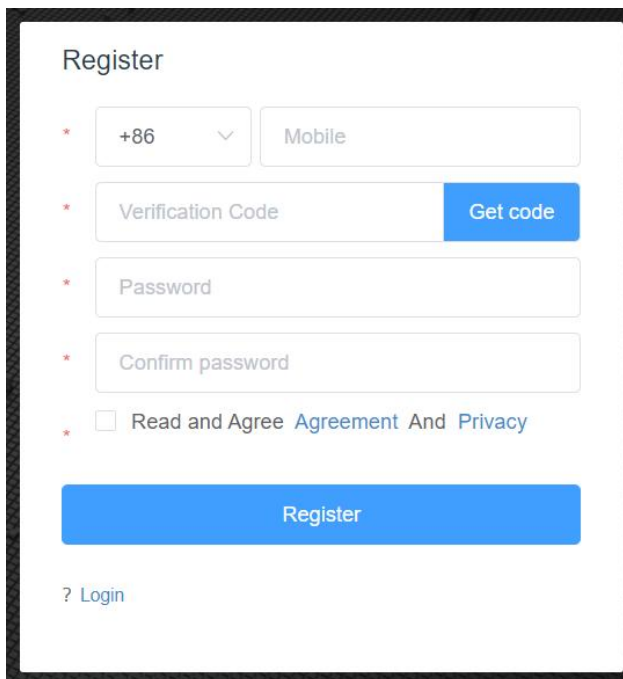 Register
* +86 Mobile
* Verification Code Get code
* Password
* Confirm password
* Read and Agree Agreement And Privacy
Register
? Login